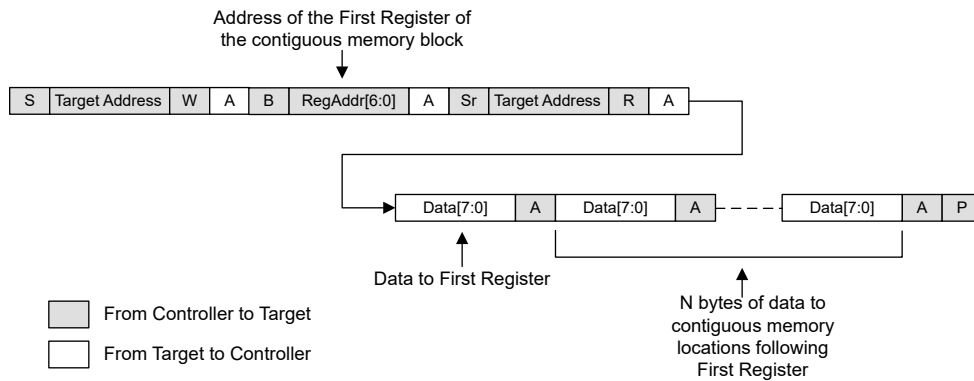 Address of the First Register of
the contiguous memory block
S Target Address W A B RegAddr[6:0] A Sr Target Address R A
Data[7:0] A Data[7:0] A Data[7:0] A P
Data to First Register
N bytes of data to
contiguous memory
locations following
First Register
From Controller to Target
From Target to Controller